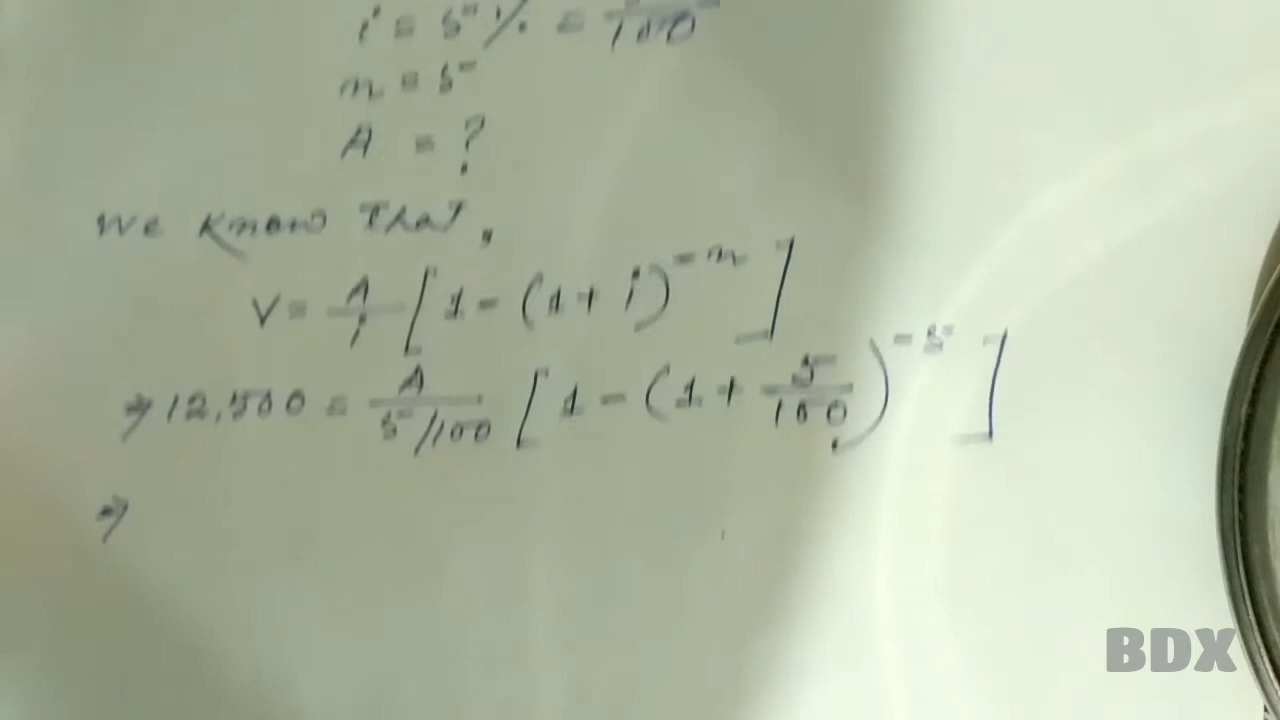 i = 5% = 5/100
n = 5
A = ?
We know that,
V = A/i [1 - (1 + i)^-n]
⇒ 12,500 = A/5/100 [1 - (1 + 5/100)^-5]
⇒
BDX